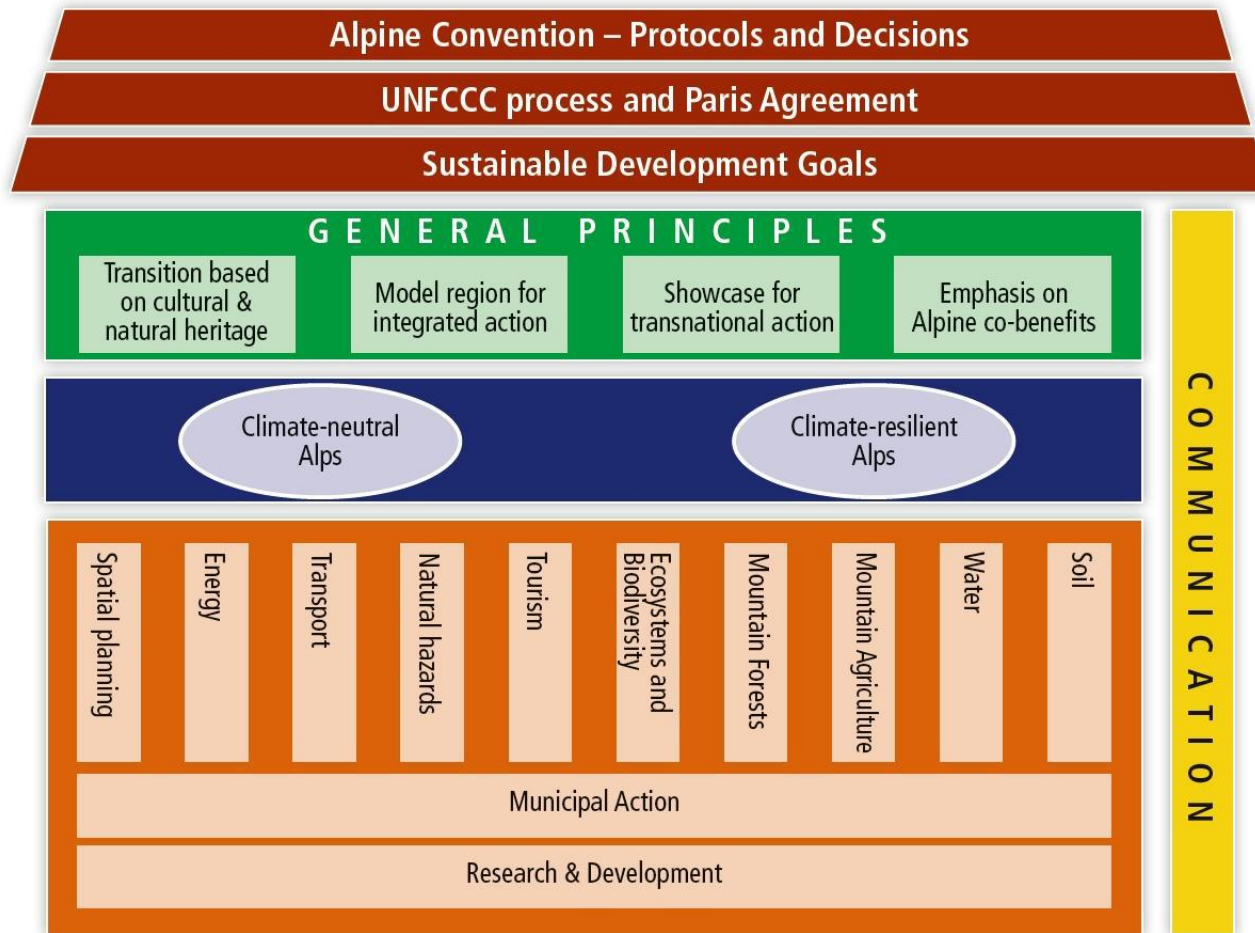 Alpine Convention – Protocols and Decisions
UNFCCC process and Paris Agreement
Sustainable Development Goals
GENERAL PRINCIPLES
Transition based
on cultural &
natural heritage
Model region for
integrated action
Showcase for
transnational action
Emphasis on
Alpine co-benefits
Climate-neutral
Alps
Climate-resilient
Alps
Spatial planning
Energy
Transport
Natural hazards
Tourism
Ecosystems and
Biodiversity
Mountain Forests
Mountain Agriculture
Water
Soil
Municipal Action
Research & Development
COMMUNICATION